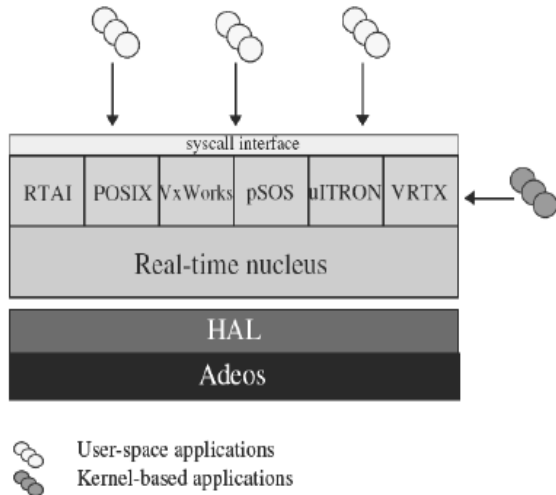 syscall interface
RTAI POSIX VxWorks pSOS uITRON VRTX
Real-time nucleus
HAL
Adeos
User-space applications
Kernel-based applications